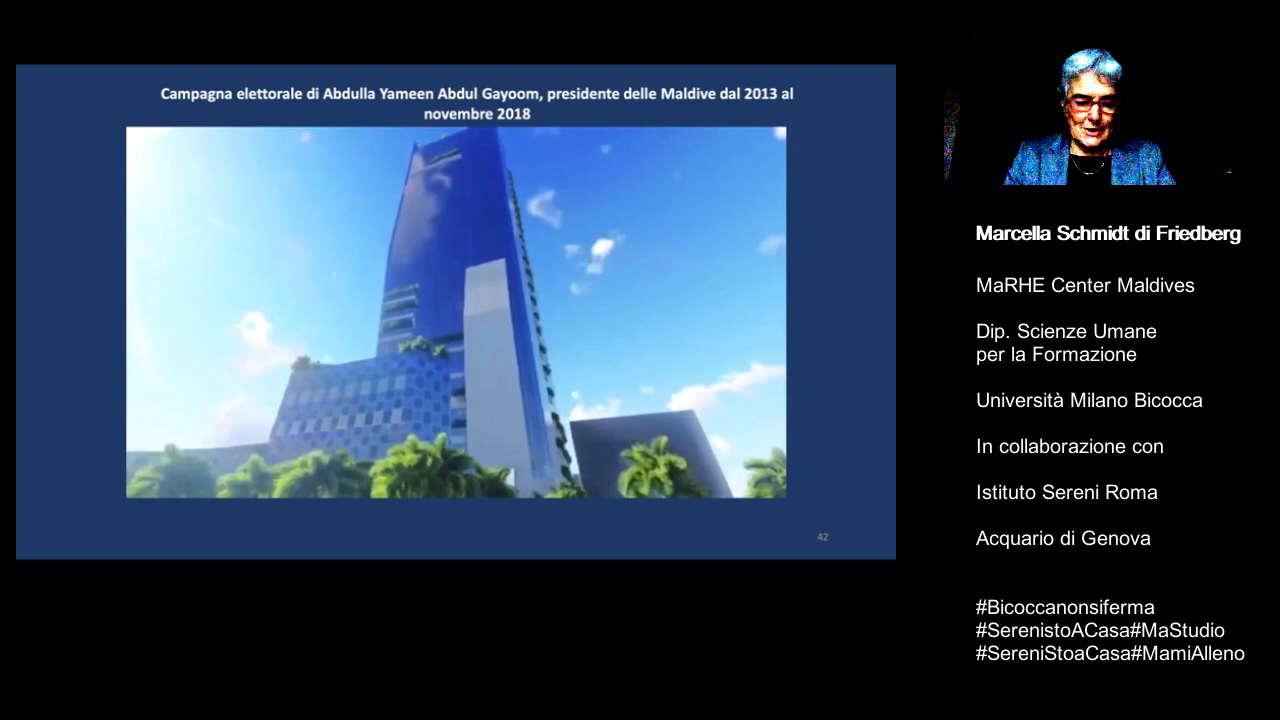 Campagna elettorale di Abdulla Yameen Abdul Gayoom, presidente delle Maldive dal 2013 al
novembre 2018
42
Marcella Schmidt di Friedberg
MaRHE Center Maldives
Dip. Scienze Umane
per la Formazione
Università Milano Bicocca
In collaborazione con
Istituto Sereni Roma
Acquario di Genova
#Bicoccanonsiferma
#SerenistoACasa#MaStudio
#SereniStoaCasa#MamiAlleno